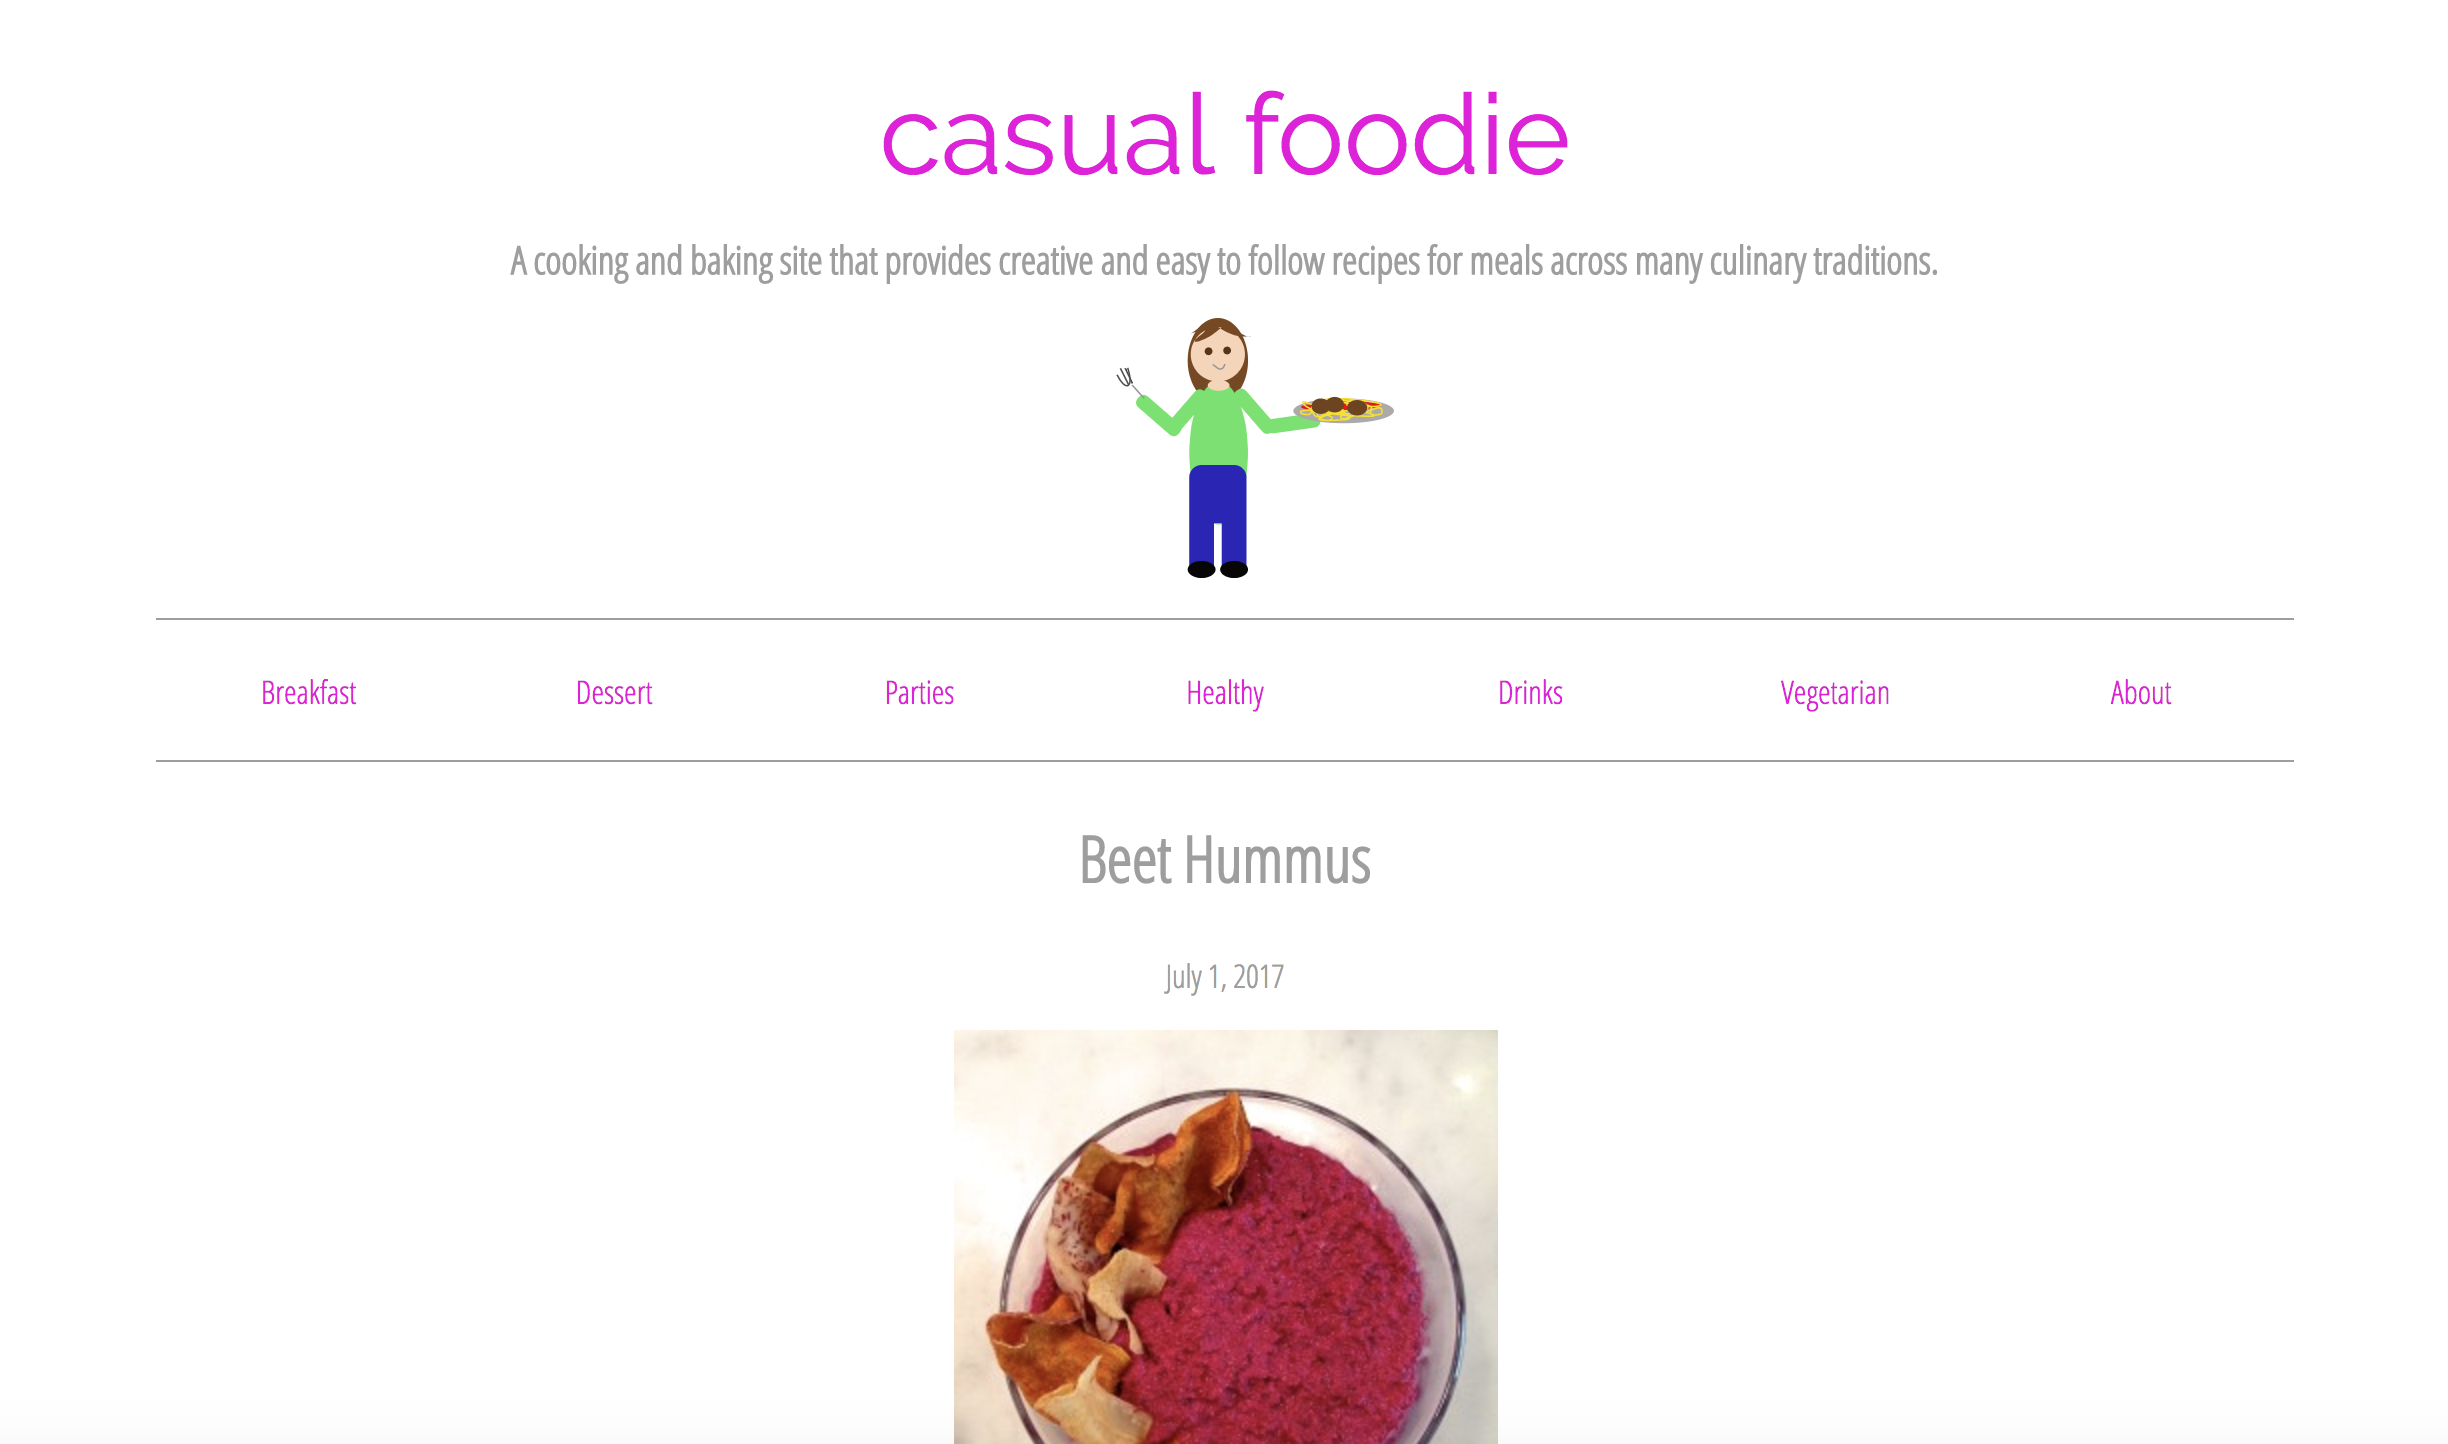 casual foodie
A cooking and baking site that provides creative and easy to follow recipes for meals across many culinary traditions.
Breakfast Dessert Parties Healthy Drinks Vegetarian About
Beet Hummus
July 1, 2017